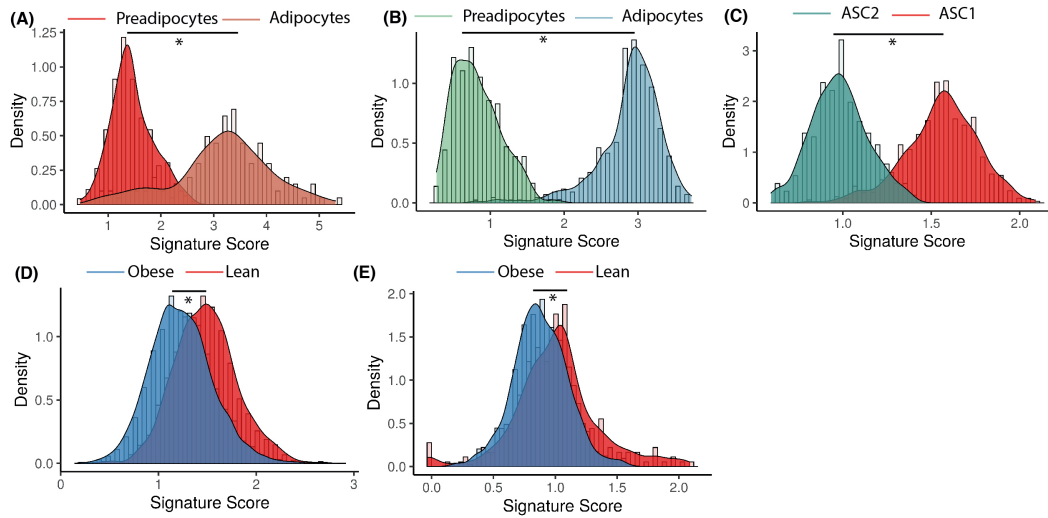 (A) Preadipocytes Adipocytes
*
Density
1.25
1.00
0.75
0.50
0.25
0.00
1 2 3 4 5
Signature Score
(B) Preadipocytes Adipocytes
*
Density
1.0
0.5
0.0
1 2 3
Signature Score
(C) ASC2 ASC1
*
Density
3
2
1
0
1.0 1.5 2.0
Signature Score
(D) Obese Lean
*
Density
1.0
0.5
0.0
0 1 2 3
Signature Score
(E) Obese Lean
*
Density
2.0
1.5
1.0
0.5
0.0
0.0 0.5 1.0 1.5 2.0
Signature Score